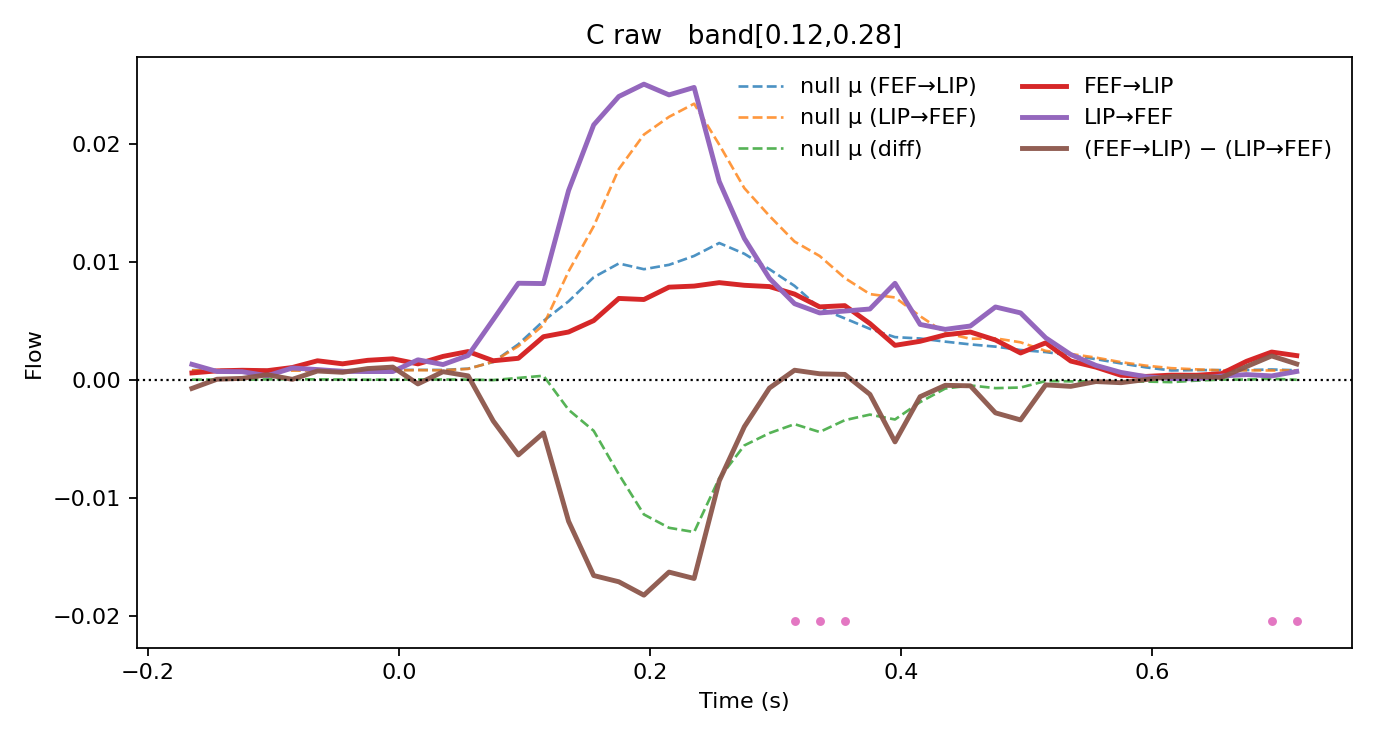 C raw band[0.12,0.28]
null μ (FEF→LIP)
null μ (LIP→FEF)
null μ (diff)
FEF→LIP
LIP→FEF
(FEF→LIP) − (LIP→FEF)
Flow
0.02
0.01
0.00
−0.01
−0.02
−0.2
0.0
0.2
0.4
0.6
Time (s)